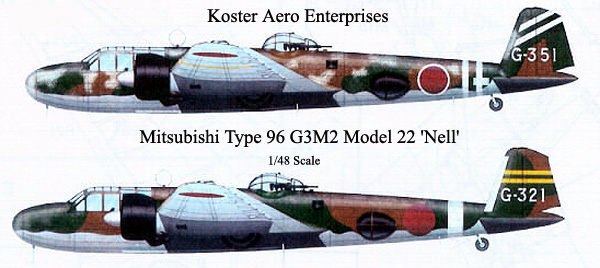 Koster Aero Enterprises
G-351
Mitsubishi Type 96 G3M2 Model 22 'Nell'
1/48 Scale
G-321